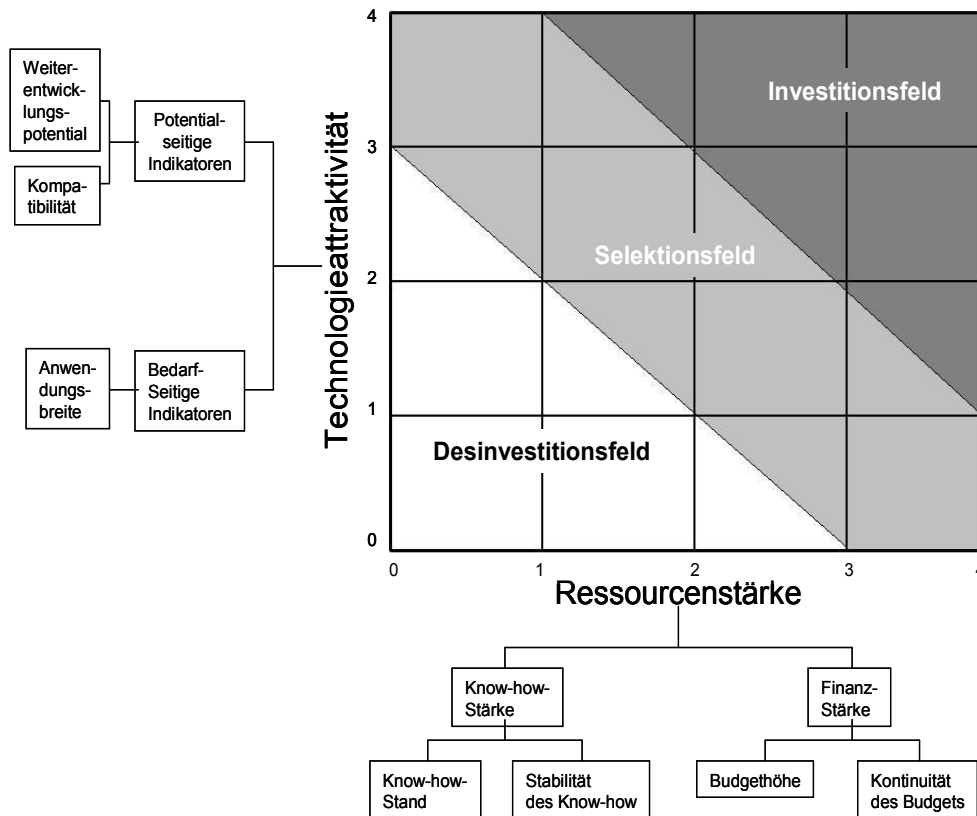 Weiter-
entwick-
lungs-
potential
Kompa-
tibilität
Potential-
seitige
Indikatoren
Anwen-
dungs-
breite
Bedarf-
Seitige
Indikatoren
Technologieattraktivität
4
3
2
1
0
Investitionsfeld
Selektionsfeld
Desinvestitionsfeld
0
1
2
3
4
Ressourcenstärke
Know-how-
Stärke
Finanz-
Stärke
Know-how-
Stand
Stabilität
des Know-how
Budgethöhe
Kontinuität
des Budgets